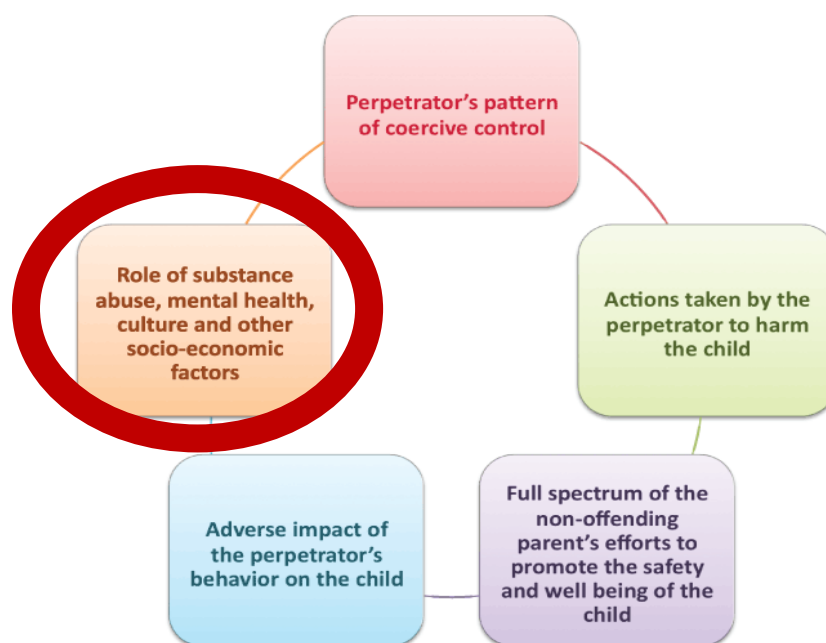 Perpetrator's pattern
of coercive control
Role of substance
abuse, mental health,
culture and other
socio-economic
factors
Actions taken by the
perpetrator to harm
the child
Adverse impact of
the perpetrator's
behavior on the child
Full spectrum of the
non-offending
parent's efforts to
promote the safety
and well being of the
child